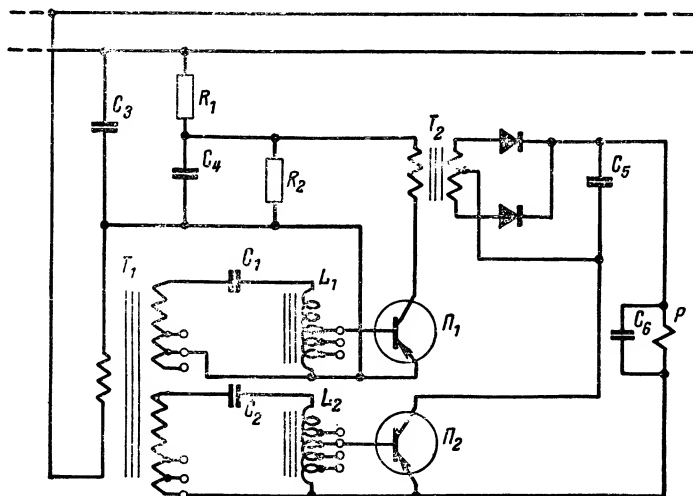 C₃
R₁
C₄
R₂
T₂
C₅
T₁
C₁
L₁
П₁
C₆
P
C₂
L₂
П₂